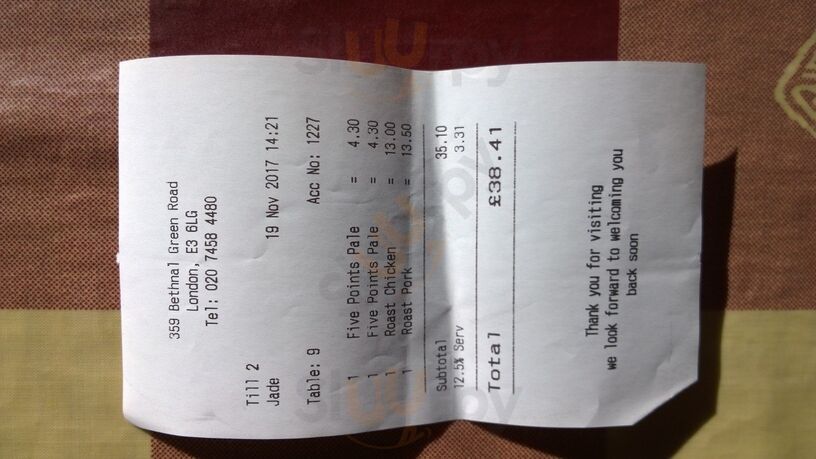 359 Bethnal Green Road
London, E3 6LG
Tel: 020 7458 4480
Till 2
Jade 19 Nov 2017 14:21
Table: 9 Acc No: 1227
1 Five Points Pale = 4.30
1 Five Points Pale = 4.30
1 Roast Chicken = 13.00
1 Roast Pork = 13.50
Subtotal 35.10
12.5% Serv 3.31
Total £38.41
Thank you for visiting
we look forward to welcoming you
back soon